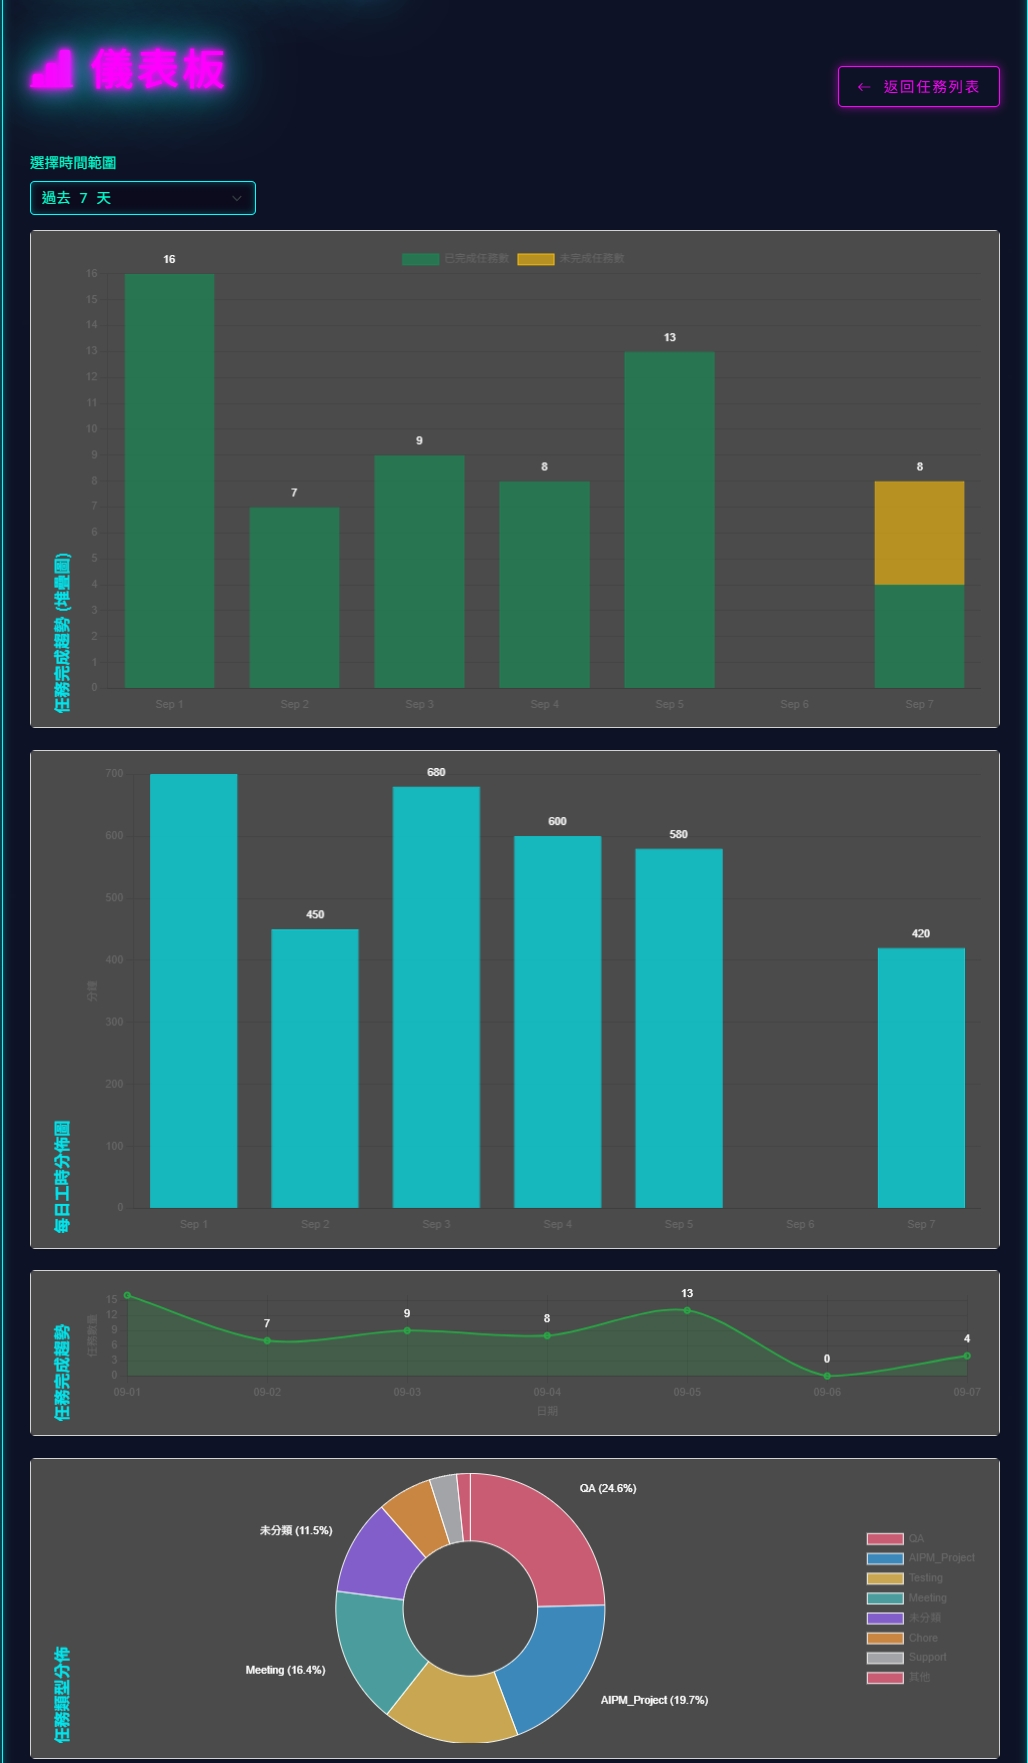 儀表板
← 返回任務列表
選擇時間範圍
過去 7 天
已完成任務數 未完成任務數
16 7 9 8 13 8
16
15
14
13
12
11
10
9
8
7
6
5
4
3
2
1
0
任務完成趨勢 (堆疊圖)
Sep 1 Sep 2 Sep 3 Sep 4 Sep 5 Sep 6 Sep 7
450 680 600 580 420
700
600
500
400
300
200
100
0
分鐘
每日工時分佈圖
Sep 1 Sep 2 Sep 3 Sep 4 Sep 5 Sep 6 Sep 7
7 9 8 13 0 4
15
12
9
6
3
0
任務數量
任務完成趨勢
09-01 09-02 09-03 09-04 09-05 09-06 09-07
日期
QA (24.6%)
未分類 (11.5%)
Meeting (16.4%)
AIPM_Project (19.7%)
任務類型分佈
QA
AIPM_Project
Testing
Meeting
未分類
Chore
Support
其他